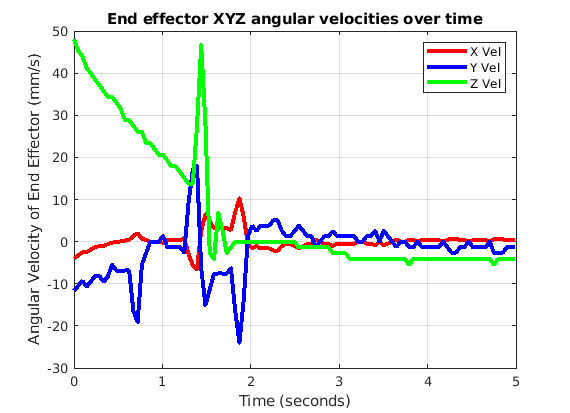 End effector XYZ angular velocities over time
X Vel
Y Vel
Z Vel
Angular Velocity of End Effector (mm/s)
50
40
30
20
10
0
-10
-20
-30
0 1 2 3 4 5
Time (seconds)